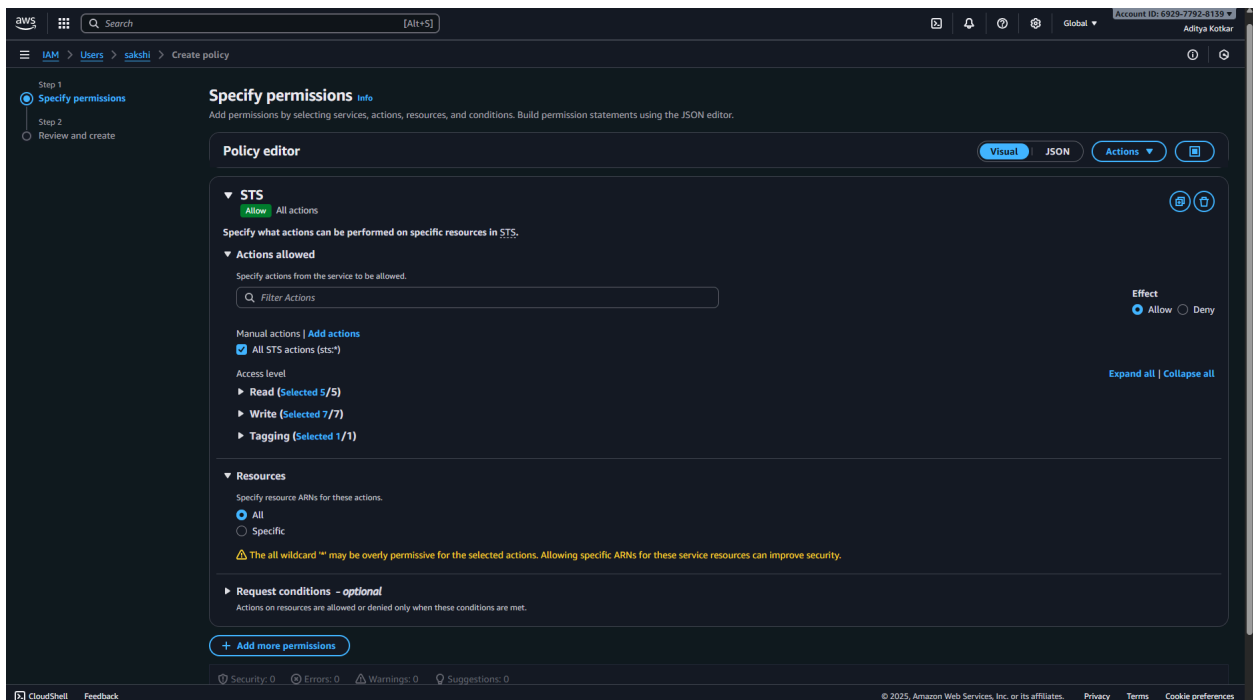 aws
Search [Alt+S]
Global ▼
Account ID: 6929-7792-8139 ▼
Aditya Kotkar
IAM > Users > sakshi > Create policy
Step 1
Specify permissions
Step 2
Review and create
Specify permissions Info
Add permissions by selecting services, actions, resources, and conditions. Build permission statements using the JSON editor.
Policy editor
Visual JSON Actions ▼
▼ STS
Allow All actions
Specify what actions can be performed on specific resources in STS.
▼ Actions allowed
Specify actions from the service to be allowed.
Filter Actions
Effect
Allow Deny
Manual actions | Add actions
All STS actions (sts:*)
Access level
Expand all | Collapse all
▶ Read (Selected 5/5)
▶ Write (Selected 7/7)
▶ Tagging (Selected 1/1)
▼ Resources
Specify resource ARNs for these actions.
All
Specific
The all wildcard '*' may be overly permissive for the selected actions. Allowing specific ARNs for these service resources can improve security.
▶ Request conditions - optional
Actions on resources are allowed or denied only when these conditions are met.
+ Add more permissions
Security: 0 Errors: 0 Warnings: 0 Suggestions: 0
CloudShell Feedback
© 2025, Amazon Web Services, Inc. or its affiliates. Privacy Terms Cookie preferences